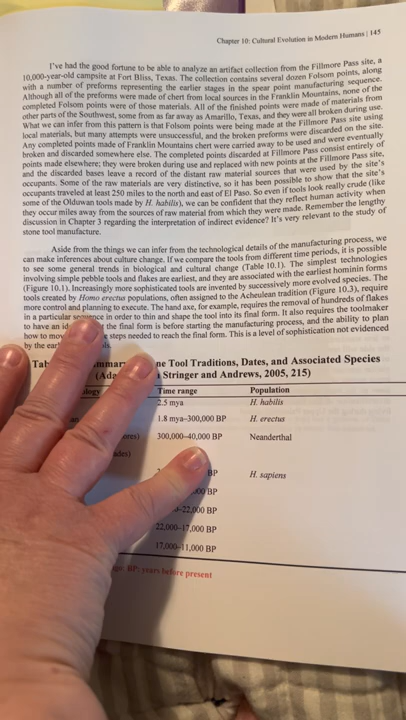 Chapter 10: Cultural Evolution in Modern Humans | 145
I've had the good fortune to be able to analyze an artifact collection from the Fillmore Pass site, a
10,000-year-old campsite at Fort Bliss, Texas. The collection contains several dozen Folsom points, along
with a number of preforms representing the earlier stages in the spear point manufacturing sequence.
Although all of the preforms were made of chert from local sources in the Franklin Mountains, none of the
completed Folsom points were of those materials. All of the finished points were made of materials from
other parts of the Southwest, some from as far away as Amarillo, Texas, and they were all broken during use.
What we can infer from this pattern is that Folsom points were being made at the Fillmore Pass site using
local materials, but many attempts were unsuccessful, and the broken preforms were discarded on the site.
Any completed points made of Franklin Mountains chert were carried away to be used and were eventually
broken and discarded somewhere else. The completed points discarded at Fillmore Pass consist entirely of
points made elsewhere; they were broken during use and replaced with new points at the Fillmore Pass site,
and the discarded bases leave a record of the distant raw material sources that were used by the site's
occupants. Some of the raw materials are very distinctive, so it has been possible to show that the site's
occupants traveled at least 250 miles to the north and east of El Paso. So even if tools look really crude (like
some of the Olduwan tools made by H. habilis), we can be confident that they reflect human activity when
they occur miles away from the sources of raw material from which they were made. Remember the lengthy
discussion in Chapter 3 regarding the interpretation of indirect evidence? It's very relevant to the study of
stone tool manufacture.
Aside from the things we can infer from the technological details of the manufacturing process, we
can make inferences about culture change. If we compare the tools from different time periods, it is possible
to see some general trends in biological and cultural change (Table 10.1). The simplest technologies
involving simple pebble tools and flakes are earliest, and they are associated with the earliest hominin forms
(Figure 10.1). Increasingly more sophisticated tools are invented by successively more evolved species. The
tools created by Homo erectus populations, often assigned to the Acheulean tradition (Figure 10.3), require
more control and planning to execute. The hand axe, for example, requires the removal of hundreds of flakes
in a particular sequence in order to thin and shape the tool into its final form. It also requires the toolmaker
to have an id the final form is before starting the manufacturing process, and the ability to plan
how to mov steps needed to reach the final form. This is a level of sophistication not evidenced
by the ear
ne Tool Traditions, Dates, and Associated Species
Stringer and Andrews, 2005, 215)
Time range Population
2.5 mya H. habilis
1.8 mya–300,000 BP H. erectus
300,000–40,000 BP Neanderthal
BP H. sapiens
BP
22,000 BP
22,000–17,000 BP
17,000–11,000 BP
BP: years before present